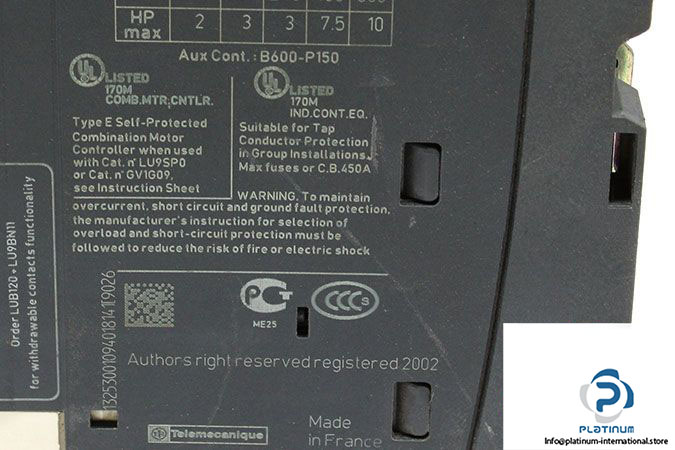 HP
max
2
3
3
7.5
10
Aux Cont.: B600-P150
UL
LISTED
170M
COMB.MTR.CNTLR.
Type E Self-Protected
Combination Motor
Controller when used
with Cat. n° LU9SP0
or Cat. n° GV1G09,
see Instruction Sheet
UL
LISTED
170M
IND.CONT.EQ.
Suitable for Tap
Conductor Protection
in Group Installations.
Max fuses or C.B.450A
WARNING. To maintain
overcurrent, short circuit and ground fault protection,
the manufacturer's instruction for selection of
overload and short-circuit protection must be
followed to reduce the risk of fire or electric shock
Order LUB120+LU9BN11
for withdrawable contacts functionality
ME25
CCC S
Authors right reserved registered 2002
Telemecanique
Made
in France
PLATINUM
Info@platinum-international.store